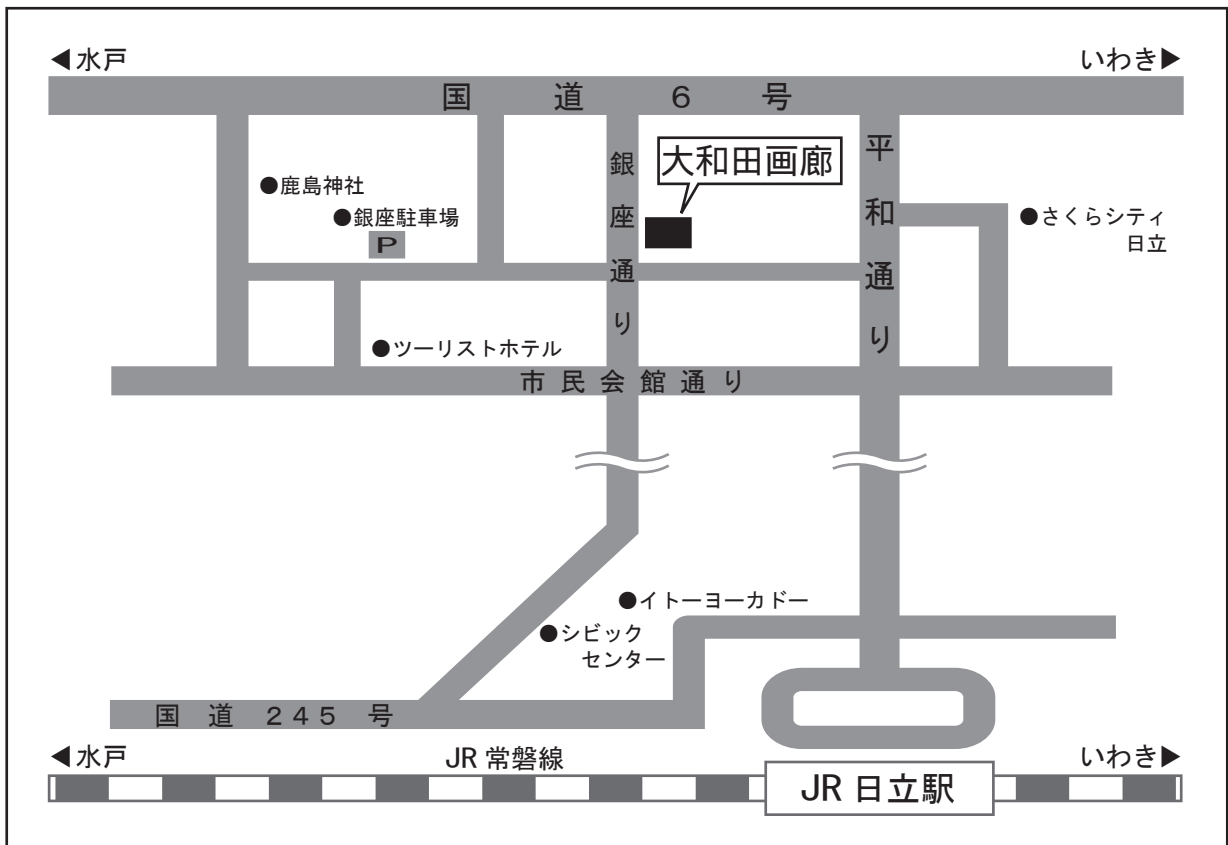 ◀水戸
いわき▶
国道６号
銀座通り
大和田画廊
平和通り
●鹿島神社
●銀座駐車場
P
●さくらシティ
日立
●ツーリストホテル
市民会館通り
●イトーヨーカドー
●シビック
センター
国道２４５号
◀水戸
JR 常磐線
いわき▶
JR 日立駅